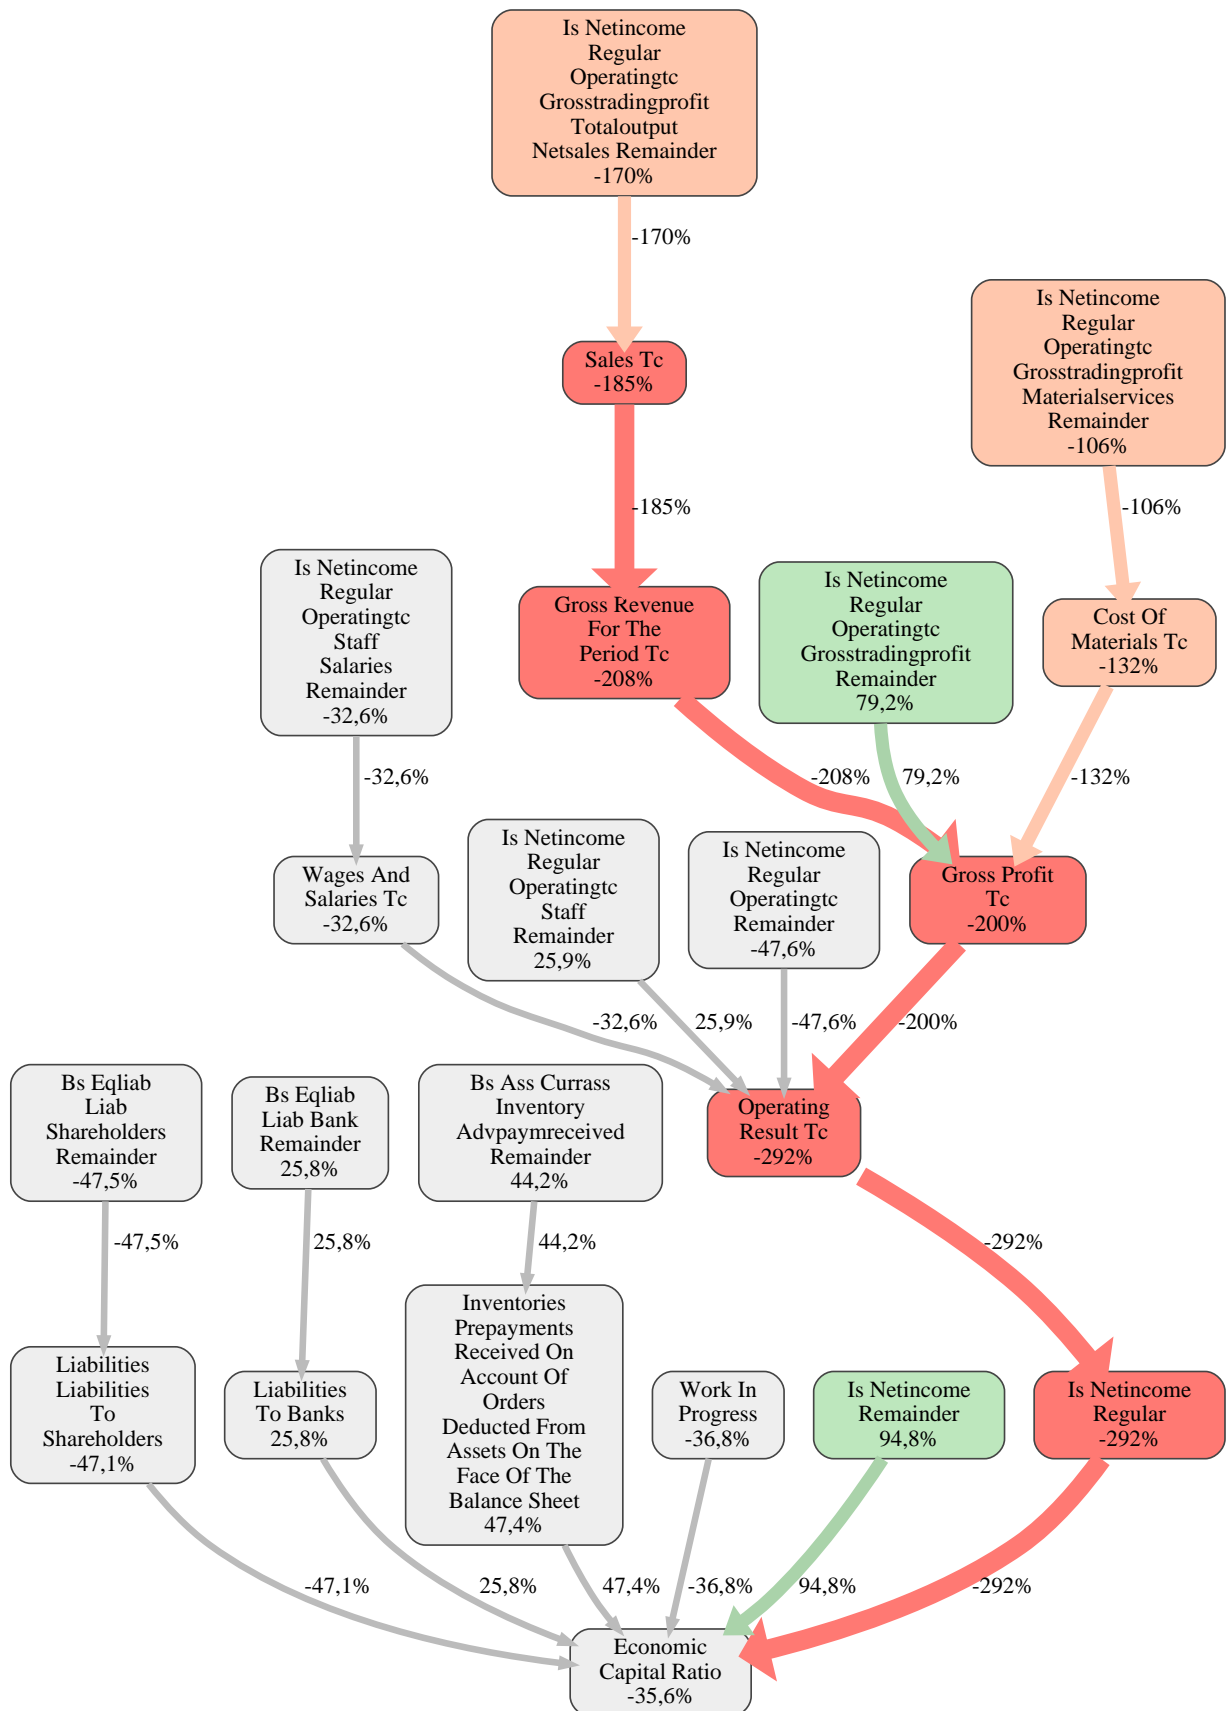 Is Netincome
Regular
Operatingtc
Grosstradingprofit
Totaloutput
Netsales Remainder
-170%
-170%
Is Netincome
Regular
Operatingtc
Grosstradingprofit
Materialservices
Remainder
-106%
Sales Tc
-185%
-185%
-106%
Is Netincome
Regular
Operatingtc
Staff
Salaries
Remainder
-32,6%
Gross Revenue
For The
Period Tc
-208%
Is Netincome
Regular
Operatingtc
Grosstradingprofit
Remainder
79,2%
Cost Of
Materials Tc
-132%
-32,6%
-208%
79,2%
-132%
Wages And
Salaries Tc
-32,6%
Is Netincome
Regular
Operatingtc
Staff
Remainder
25,9%
Is Netincome
Regular
Operatingtc
Remainder
-47,6%
Gross Profit
Tc
-200%
-32,6%
25,9%
-47,6%
-200%
Bs Eqliab
Liab
Shareholders
Remainder
-47,5%
Bs Eqliab
Liab Bank
Remainder
25,8%
Bs Ass Currass
Inventory
Advpaymreceived
Remainder
44,2%
Operating
Result Tc
-292%
-47,5%
25,8%
44,2%
-292%
Liabilities
Liabilities
To
Shareholders
-47,1%
Liabilities
To Banks
25,8%
Inventories
Prepayments
Received On
Account Of
Orders
Deducted From
Assets On The
Face Of The
Balance Sheet
47,4%
Work In
Progress
-36,8%
Is Netincome
Remainder
94,8%
Is Netincome
Regular
-292%
-47,1%
25,8%
47,4%
-36,8%
94,8%
-292%
Economic
Capital Ratio
-35,6%